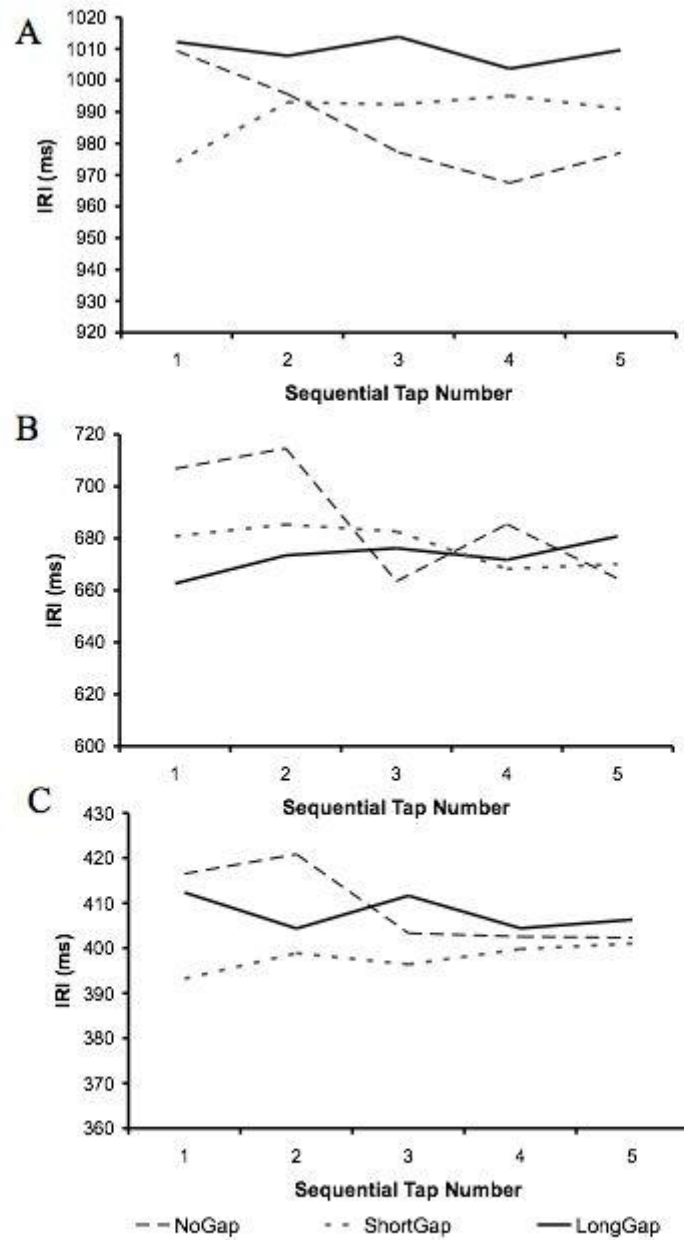 A
1020
1010
1000
990
980
970
960
950
940
930
920
IRI (ms)
1 2 3 4 5
Sequential Tap Number
B
720
700
680
660
640
620
600
IRI (ms)
1 2 3 4 5
Sequential Tap Number
C
430
420
410
400
390
380
370
360
IRI (ms)
1 2 3 4 5
Sequential Tap Number
NoGap ShortGap LongGap